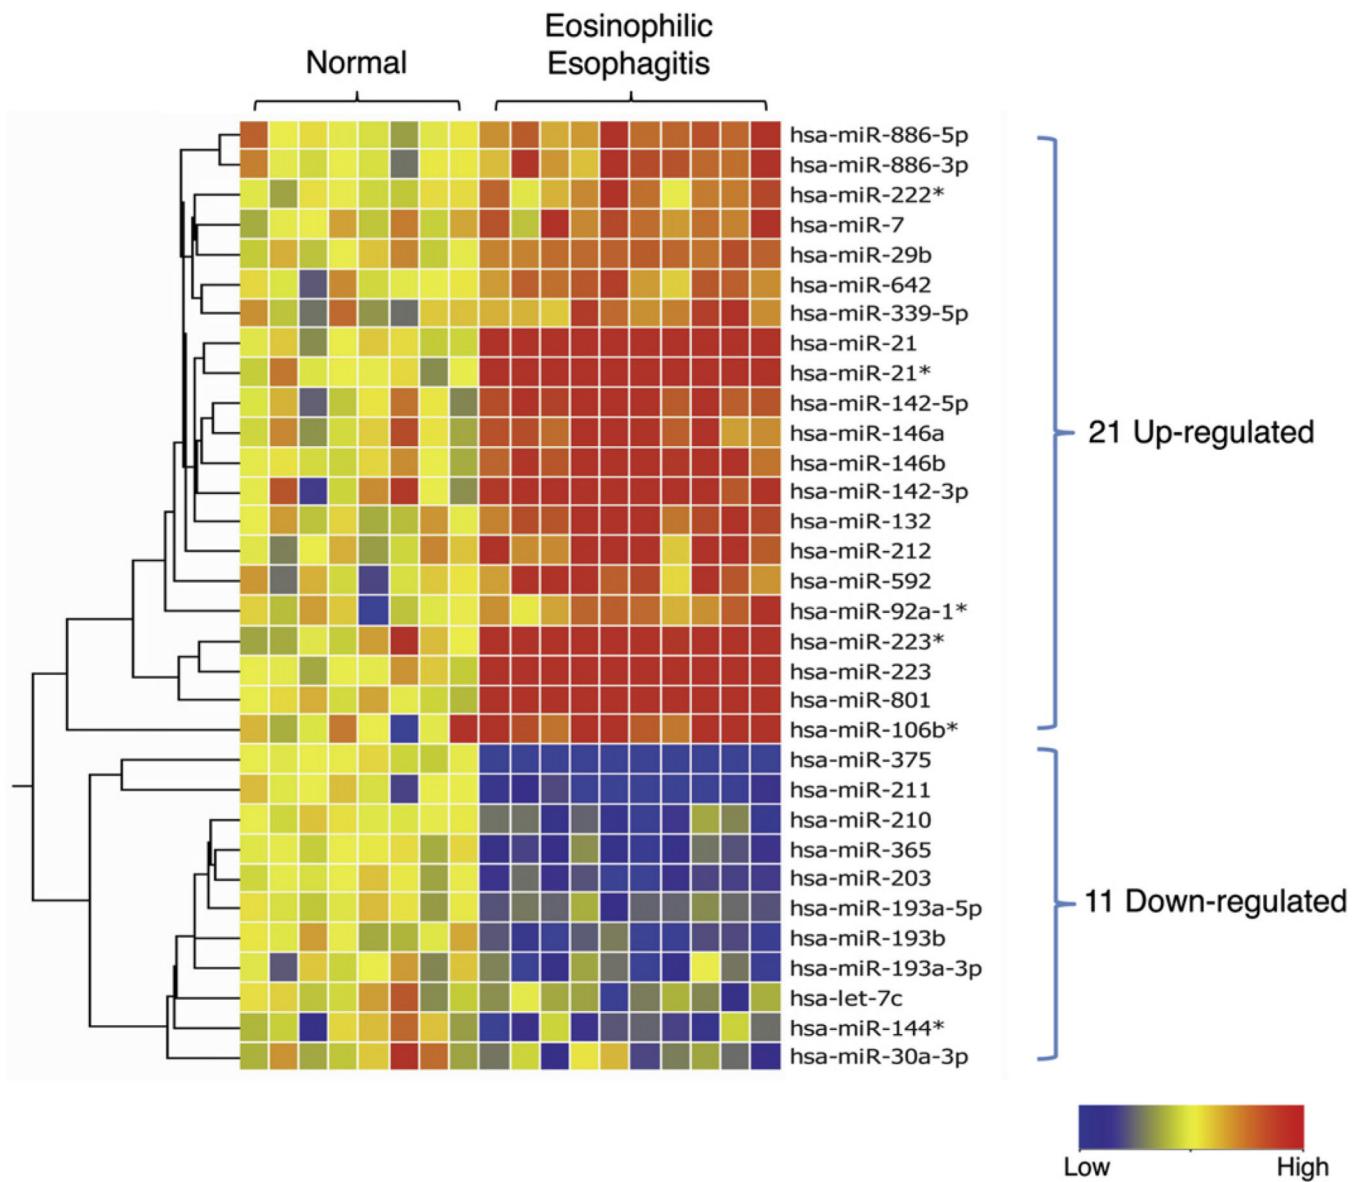 Eosinophilic
Esophagitis
Normal
hsa-miR-886-5p
hsa-miR-886-3p
hsa-miR-222*
hsa-miR-7
hsa-miR-29b
hsa-miR-642
hsa-miR-339-5p
hsa-miR-21
hsa-miR-21*
hsa-miR-142-5p
hsa-miR-146a
hsa-miR-146b
hsa-miR-142-3p
hsa-miR-132
hsa-miR-212
hsa-miR-592
hsa-miR-92a-1*
hsa-miR-223*
hsa-miR-223
hsa-miR-801
hsa-miR-106b*
21 Up-regulated
hsa-miR-375
hsa-miR-211
hsa-miR-210
hsa-miR-365
hsa-miR-203
hsa-miR-193a-5p
hsa-miR-193b
hsa-miR-193a-3p
hsa-let-7c
hsa-miR-144*
hsa-miR-30a-3p
11 Down-regulated
Low High